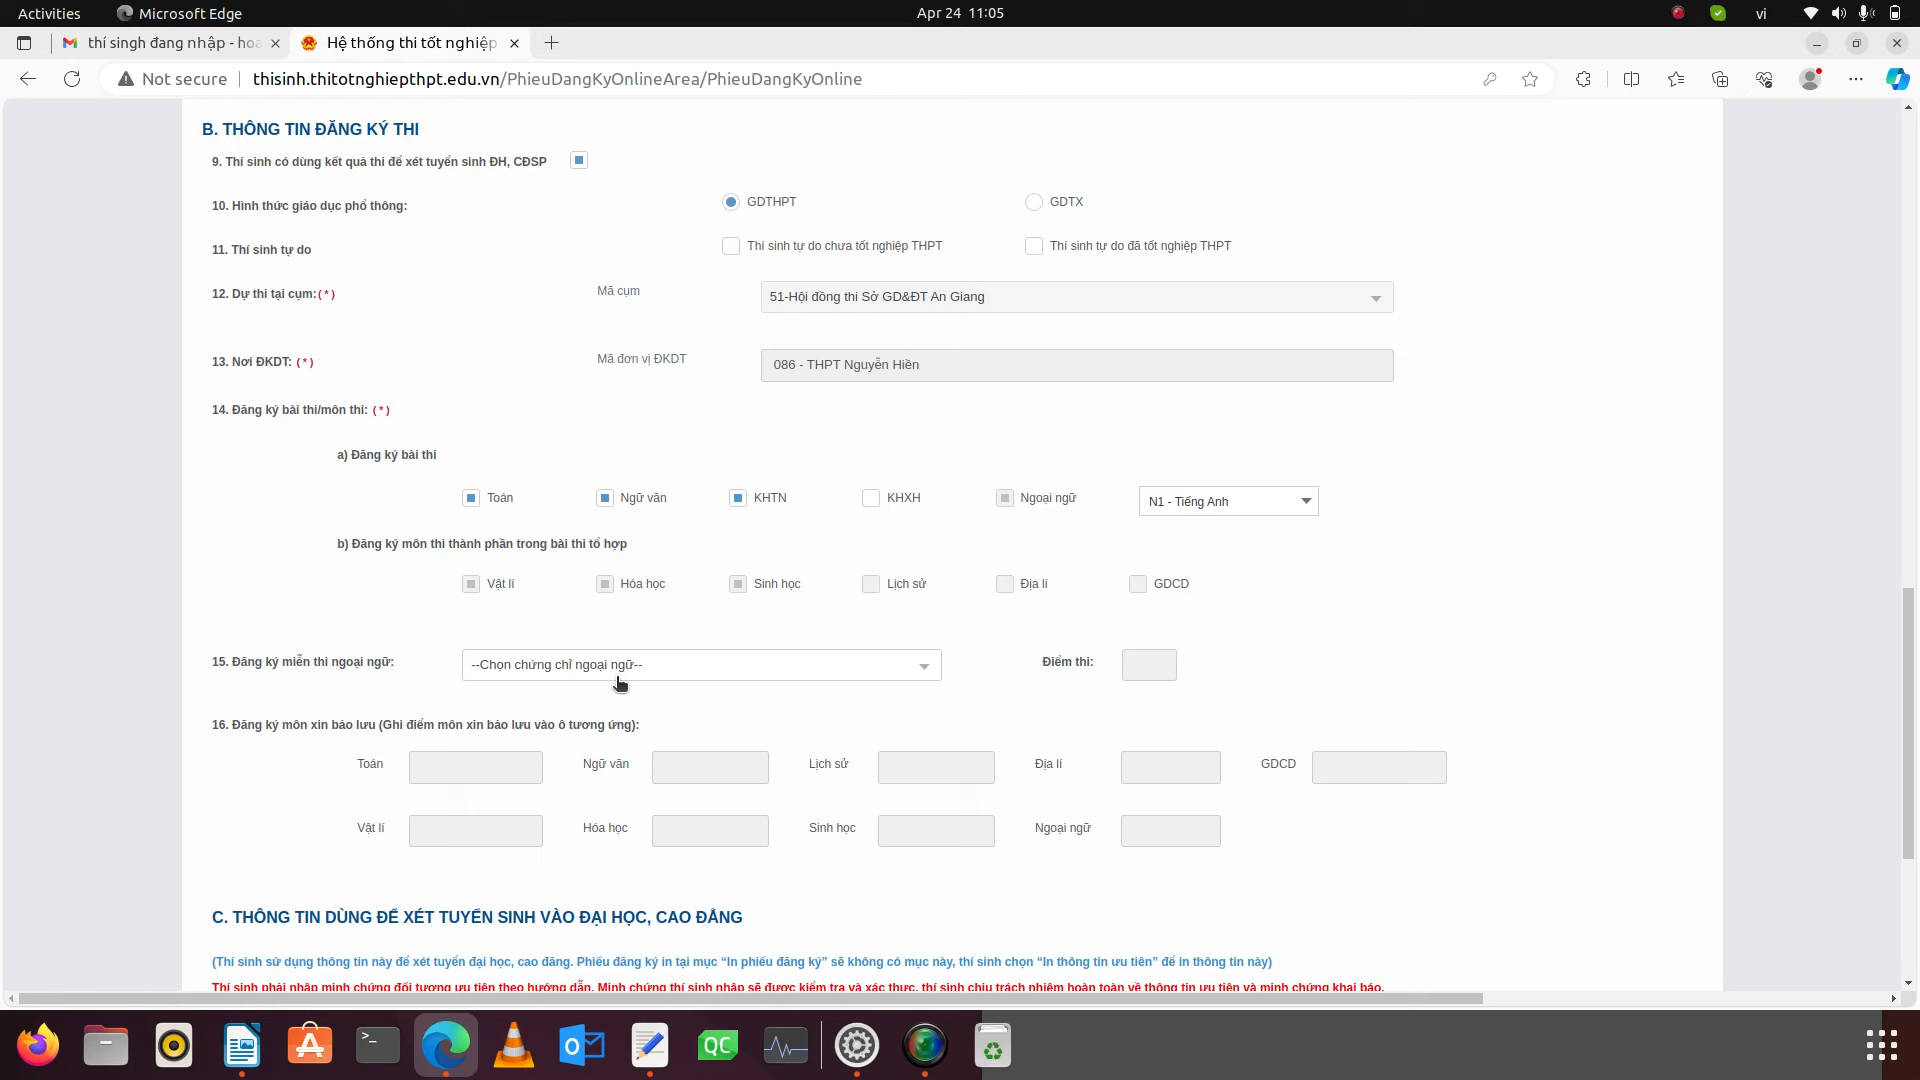 Activities
Microsoft Edge
Apr 24 11:05
vi
thí singh đang nhập - hoa
Hệ thống thi tốt nghiệp
Not secure
thisinh.thitotnghiepthpt.edu.vn/PhieuDangKyOnlineArea/PhieuDangKyOnline
B. THÔNG TIN ĐĂNG KÝ THI
9. Thí sinh có dùng kết quả thi để xét tuyển sinh ĐH, CĐSP
10. Hình thức giáo dục phổ thông:
GDTHPT
GDTX
11. Thí sinh tự do
Thí sinh tự do chưa tốt nghiệp THPT
Thí sinh tự do đã tốt nghiệp THPT
12. Dự thi tại cụm:(*)
Mã cụm
51-Hội đồng thi Sở GD&ĐT An Giang
13. Nơi ĐKDT: (*)
Mã đơn vị ĐKDT
086 - THPT Nguyễn Hiền
14. Đăng ký bài thi/môn thi: (*)
a) Đăng ký bài thi
Toán
Ngữ văn
KHTN
KHXH
Ngoại ngữ
N1 - Tiếng Anh
b) Đăng ký môn thi thành phần trong bài thi tổ hợp
Vật lí
Hóa học
Sinh học
Lịch sử
Địa lí
GDCD
15. Đăng ký miễn thi ngoại ngữ:
--Chọn chứng chỉ ngoại ngữ--
Điểm thi:
16. Đăng ký môn xin bảo lưu (Ghi điểm môn xin bảo lưu vào ô tương ứng):
Toán
Ngữ văn
Lịch sử
Địa lí
GDCD
Vật lí
Hóa học
Sinh học
Ngoại ngữ
C. THÔNG TIN DÙNG ĐỂ XÉT TUYỂN SINH VÀO ĐẠI HỌC, CAO ĐẲNG
(Thí sinh sử dụng thông tin này để xét tuyển đại học, cao đẳng. Phiếu đăng ký in tại mục “In phiếu đăng ký” sẽ không có mục này, thí sinh chọn “In thông tin ưu tiên” để in thông tin này)
Thí sinh phải nhập minh chứng đối tượng ưu tiên theo hướng dẫn. Minh chứng thí sinh nhập sẽ được kiểm tra và xác thực, thí sinh chịu trách nhiệm hoàn toàn về thông tin ưu tiên và minh chứng khai báo.
QC